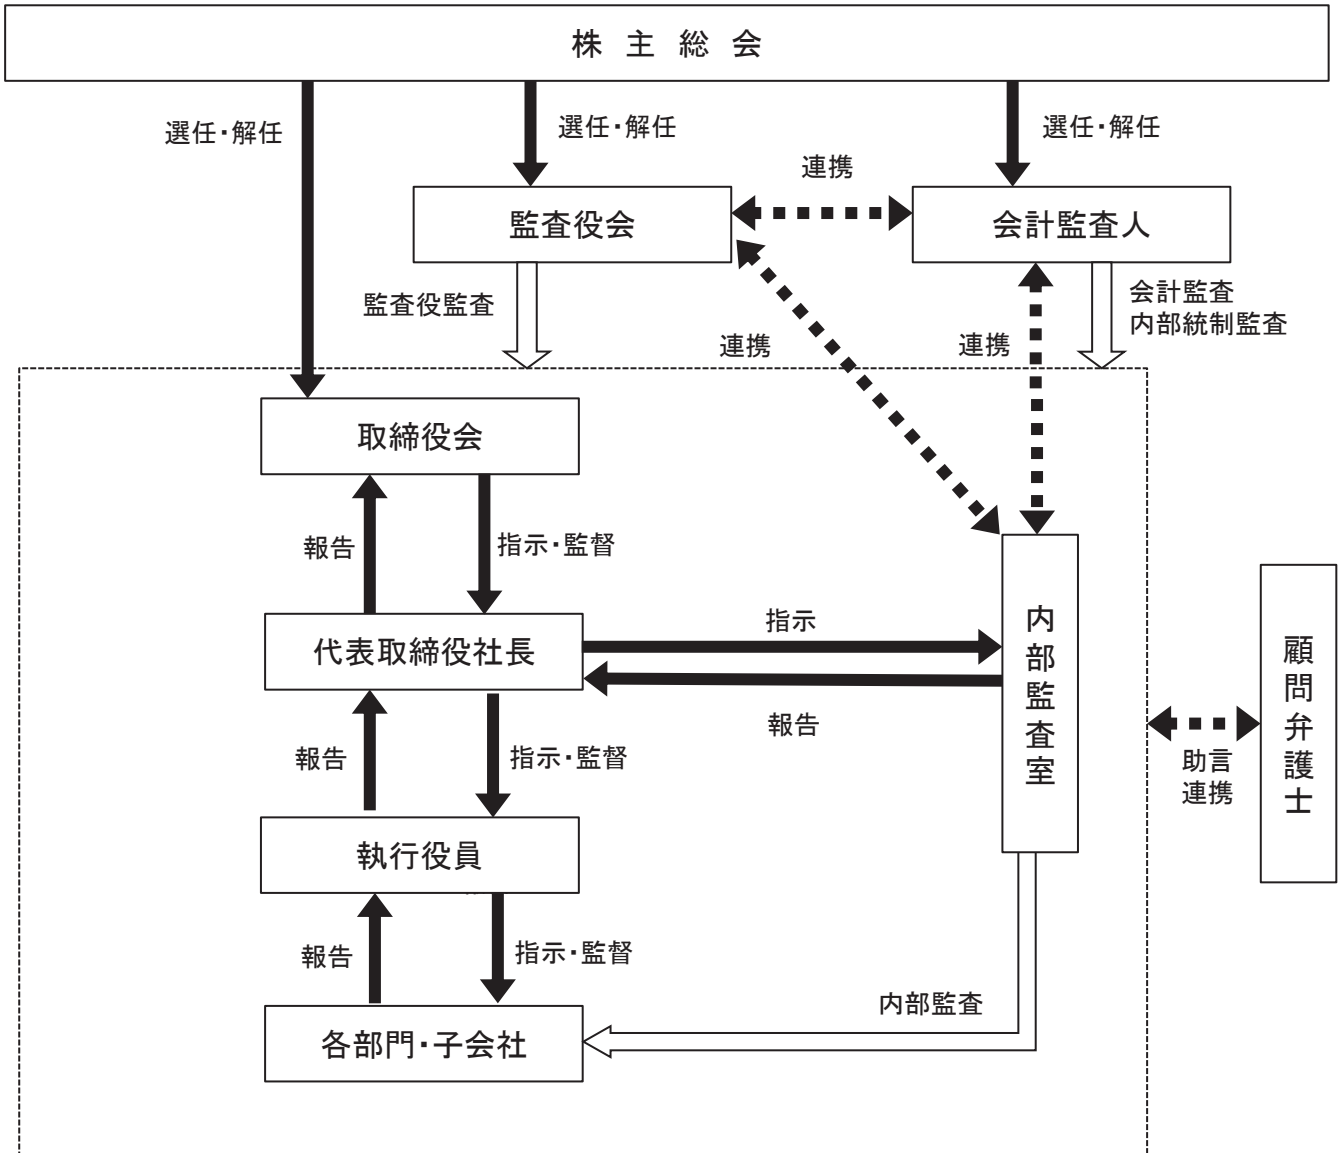 株主総会
選任・解任
選任・解任
選任・解任
連携
監査役会
会計監査人
監査役監査
会計監査
内部統制監査
連携
連携
取締役会
報告
指示・監督
代表取締役社長
指示
報告
内部監査室
顧問弁護士
助言
連携
報告
指示・監督
執行役員
報告
指示・監督
内部監査
各部門・子会社